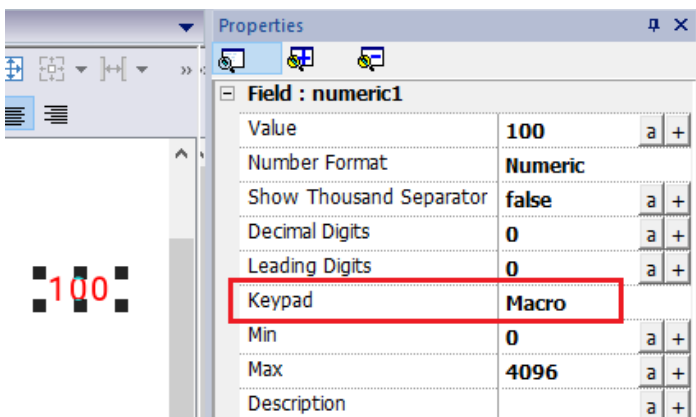 Properties
Field : numeric1
Value 100 a +
Number Format Numeric
Show Thousand Separator false a +
Decimal Digits 0 a +
Leading Digits 0 a +
Keypad Macro
Min 0 a +
Max 4096 a +
Description a +
100